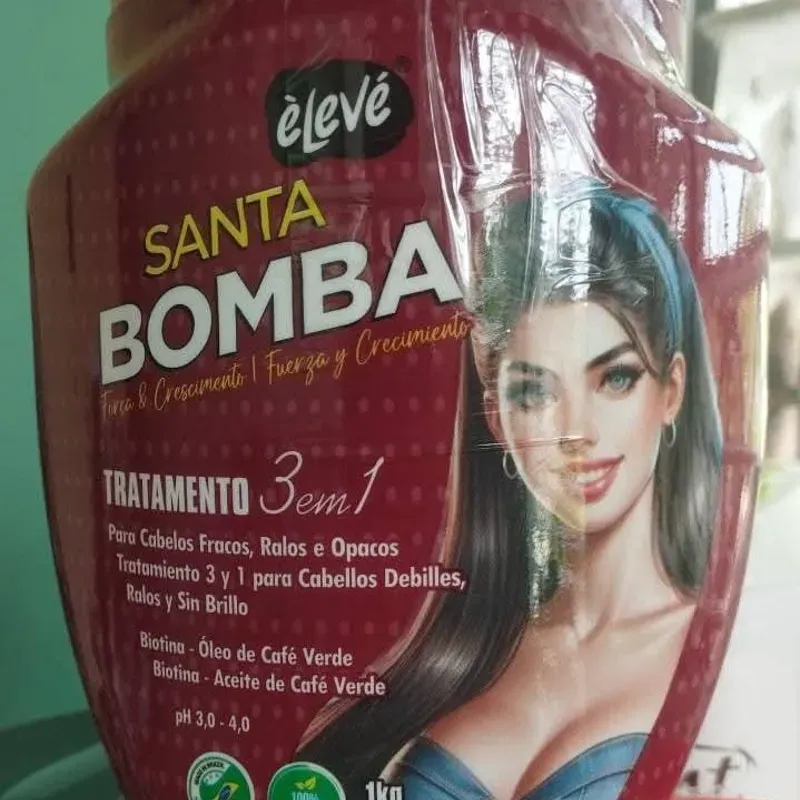 èLevé
SANTA
BOMBA
Força & Crescimento | Fuerza y Crecimiento
TRATAMENTO 3em1
Para Cabelos Fracos, Ralos e Opacos
Tratamiento 3 y 1 para Cabellos Debilles,
Ralos y Sin Brillo
Biotina - Óleo de Café Verde
Biotina - Aceite de Café Verde
pH 3,0 - 4,0
100%
1kg